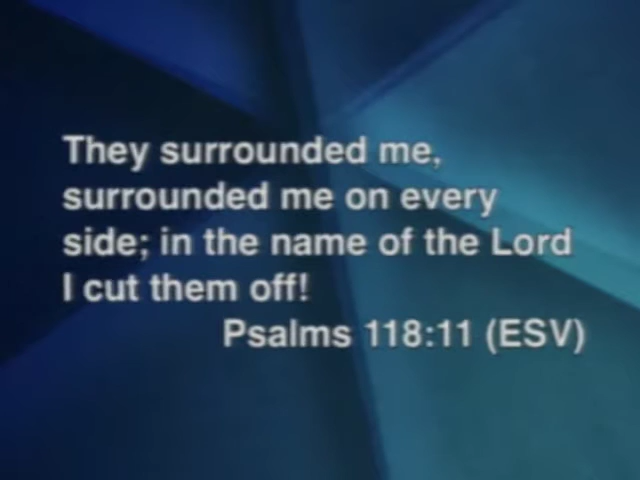 They surrounded me,
surrounded me on every
side; in the name of the Lord
I cut them off!
Psalms 118:11 (ESV)